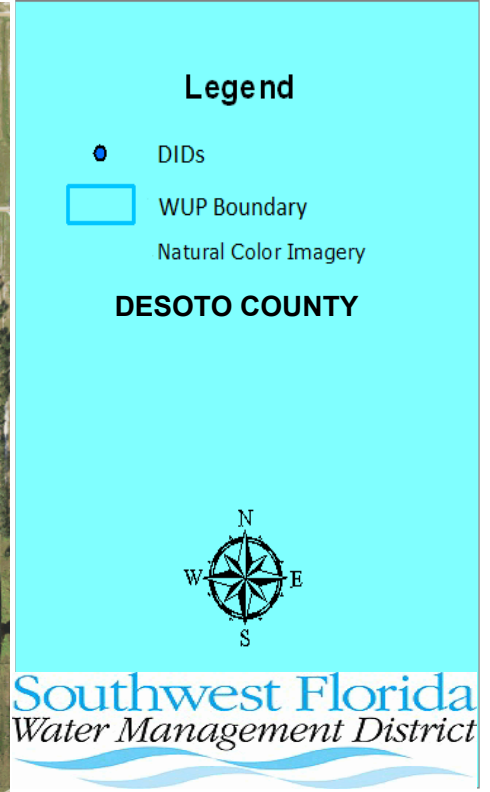 Legend
DIDs
WUP Boundary
Natural Color Imagery
DESOTO COUNTY
N
W E
S
Southwest Florida
Water Management District